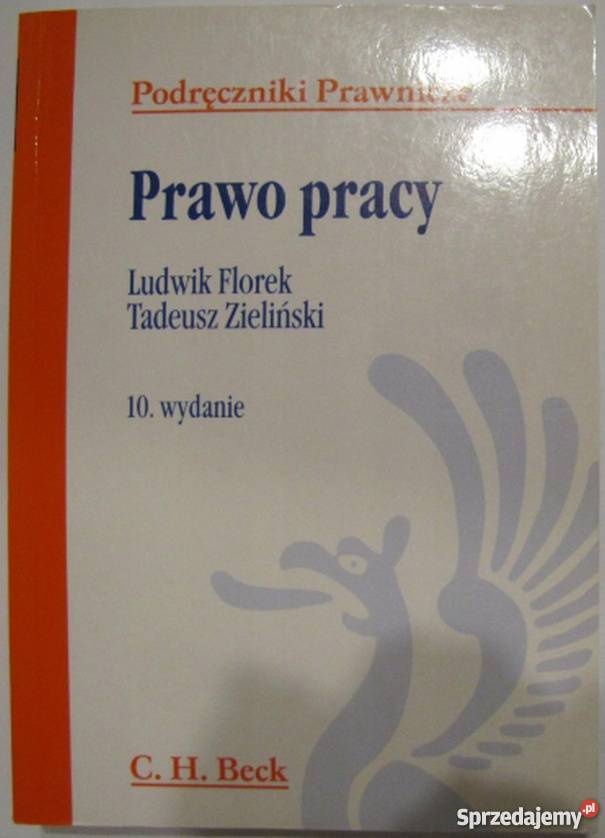 Podręczniki Prawnicze
Prawo pracy
Ludwik Florek
Tadeusz Zieliński
10. wydanie
C. H. Beck
Sprzedajemy.pl